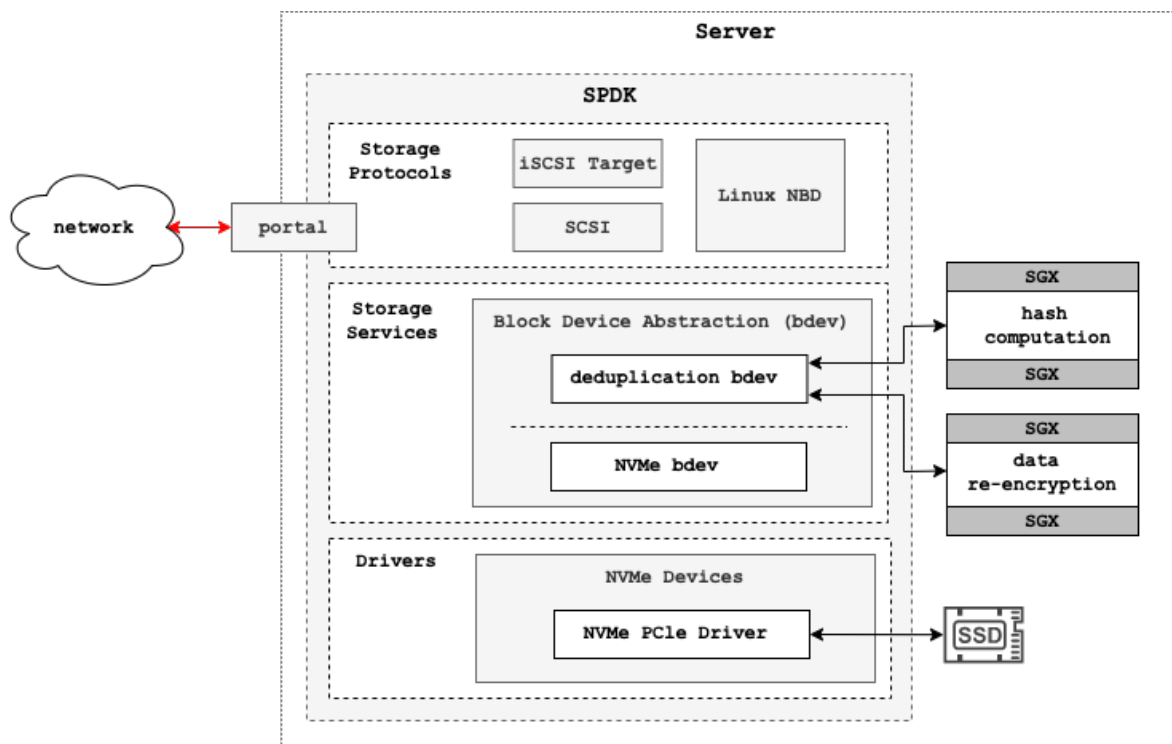 Server
SPDK
Storage
Protocols
iSCSI Target
SCSI
Linux NBD
network
portal
Storage
Services
Block Device Abstraction (bdev)
deduplication bdev
NVMe bdev
SGX
hash
computation
SGX
SGX
data
re-encryption
SGX
Drivers
NVMe Devices
NVMe PCle Driver
SSD